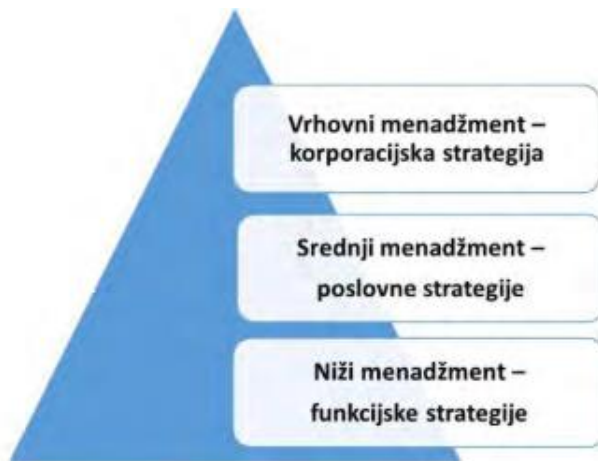 Vrhovni menadžment –
korporacijska strategija
Srednji menadžment –
poslovne strategije
Niži menadžment –
funkcijske strategije